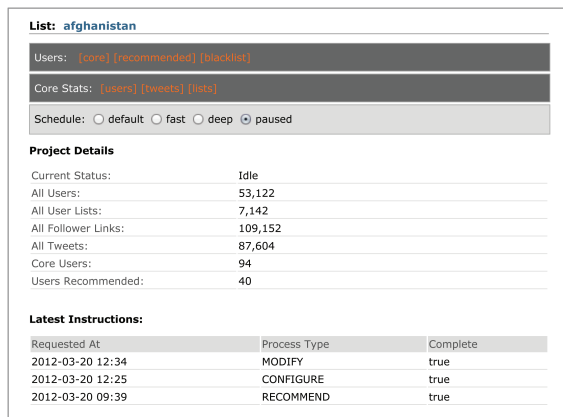 List: afghanistan
Users: [core] [recommended] [blacklist]
Core Stats: [users] [tweets] [lists]
Schedule: default fast deep paused
Project Details
Current Status: Idle
All Users: 53,122
All User Lists: 7,142
All Follower Links: 109,152
All Tweets: 87,604
Core Users: 94
Users Recommended: 40
Latest Instructions:
Requested At Process Type Complete
2012-03-20 12:34 MODIFY true
2012-03-20 12:25 CONFIGURE true
2012-03-20 09:39 RECOMMEND true